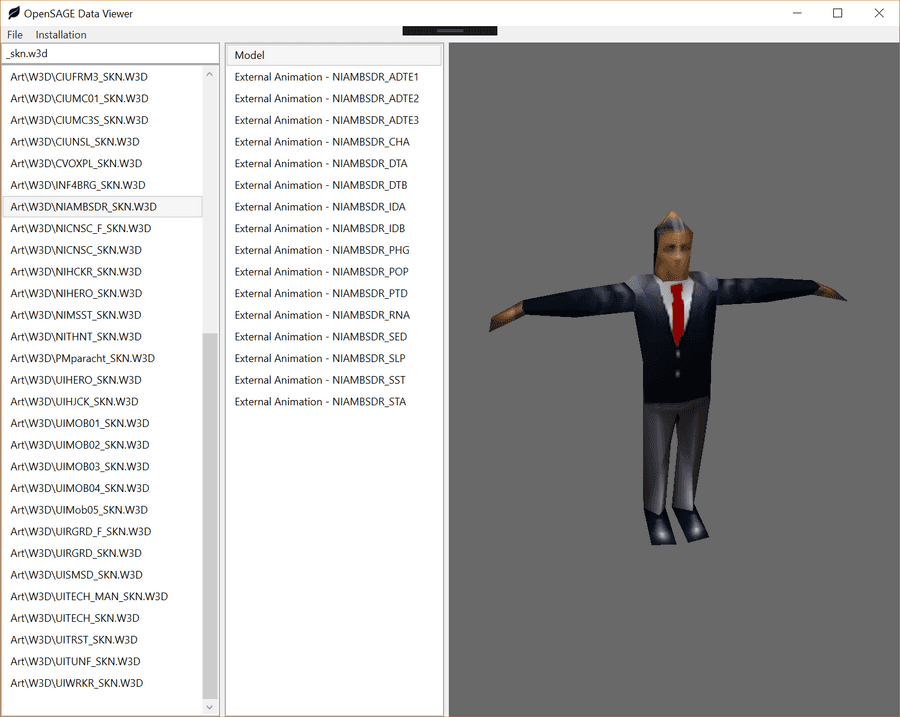 OpenSAGE Data Viewer
File Installation
_skn.w3d
Art\W3D\CIUFRM3_SKN.W3D
Art\W3D\CIUMC01_SKN.W3D
Art\W3D\CIUMC3S_SKN.W3D
Art\W3D\CIUNSL_SKN.W3D
Art\W3D\CVOXPL_SKN.W3D
Art\W3D\INF4BRG_SKN.W3D
Art\W3D\NIAMBSDR_SKN.W3D
Art\W3D\NICNSC_F_SKN.W3D
Art\W3D\NICNSC_SKN.W3D
Art\W3D\NIHCKR_SKN.W3D
Art\W3D\NIHERO_SKN.W3D
Art\W3D\NIMSST_SKN.W3D
Art\W3D\NITHNT_SKN.W3D
Art\W3D\PMparacht_SKN.W3D
Art\W3D\UIHERO_SKN.W3D
Art\W3D\UIHJCK_SKN.W3D
Art\W3D\UIMOB01_SKN.W3D
Art\W3D\UIMOB02_SKN.W3D
Art\W3D\UIMOB03_SKN.W3D
Art\W3D\UIMOB04_SKN.W3D
Art\W3D\UIMob05_SKN.W3D
Art\W3D\UIRGRD_F_SKN.W3D
Art\W3D\UIRGRD_SKN.W3D
Art\W3D\UISMSD_SKN.W3D
Art\W3D\UITECH_MAN_SKN.W3D
Art\W3D\UITECH_SKN.W3D
Art\W3D\UITRST_SKN.W3D
Art\W3D\UITUNF_SKN.W3D
Art\W3D\UIWRKR_SKN.W3D
Model
External Animation - NIAMBSDR_ADTE1
External Animation - NIAMBSDR_ADTE2
External Animation - NIAMBSDR_ADTE3
External Animation - NIAMBSDR_CHA
External Animation - NIAMBSDR_DTA
External Animation - NIAMBSDR_DTB
External Animation - NIAMBSDR_IDA
External Animation - NIAMBSDR_IDB
External Animation - NIAMBSDR_PHG
External Animation - NIAMBSDR_POP
External Animation - NIAMBSDR_PTD
External Animation - NIAMBSDR_RNA
External Animation - NIAMBSDR_SED
External Animation - NIAMBSDR_SLP
External Animation - NIAMBSDR_SST
External Animation - NIAMBSDR_STA